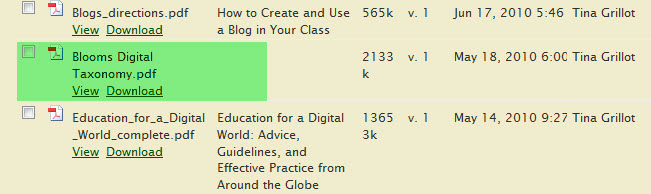 Blogs_directions.pdf How to Create and Use 565k v. 1 Jun 17, 2010 5:46 Tina Grillot
View Download a Blog in Your Class
Blooms Digital 2133 v. 1 May 18, 2010 6:00 Tina Grillot
Taxonomy.pdf k
View Download
Education_for_a_Digital Education for a Digital 1365 v. 1 May 14, 2010 9:27 Tina Grillot
_World_complete.pdf World: Advice, 3k
View Download Guidelines, and
Effective Practice from
Around the Globe